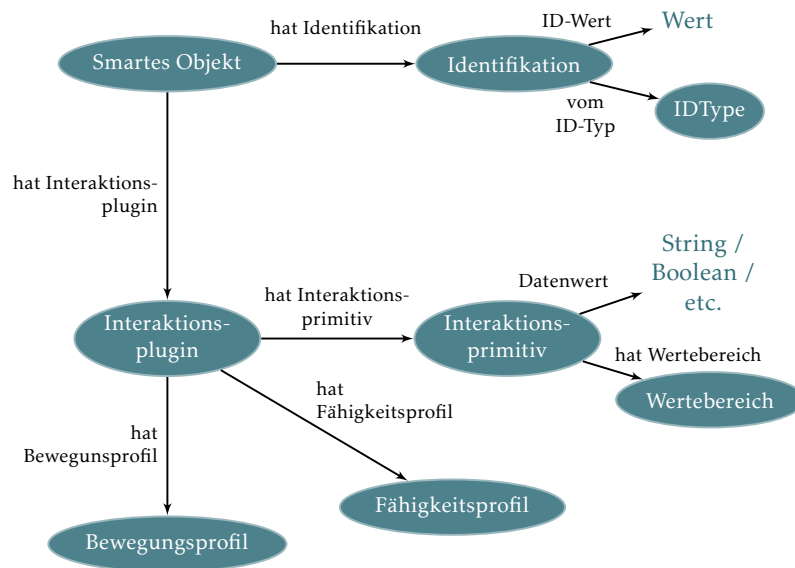 hat Identifikation
ID-Wert
Wert
Smartes Objekt
Identifikation
vom
ID-Typ
IDType
hat Interaktions-
plugin
String /
Boolean /
etc.
Datenwert
hat Interaktions-
primitiv
Interaktions-
plugin
Interaktions-
primitiv
hat Wertebereich
Wertebereich
hat
Fähigkeitsprofil
hat
Bewegunsprofil
Fähigkeitsprofil
Bewegungsprofil